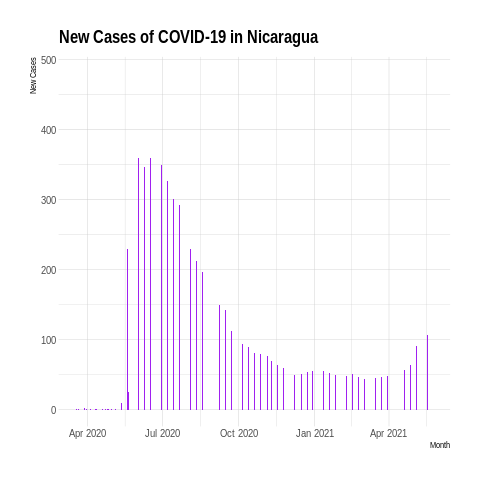 New Cases of COVID-19 in Nicaragua
New Cases
500
400
300
200
100
0
Apr 2020
Jul 2020
Oct 2020
Jan 2021
Apr 2021
Month